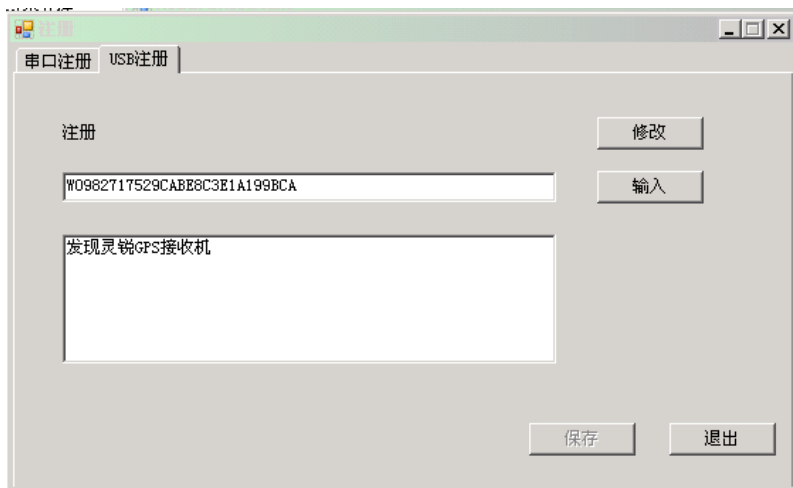 注册
串口注册 USB注册
注册 修改
W0982717529CABE8C3E1A199BCA 输入
发现灵锐GPS接收机
保存 退出